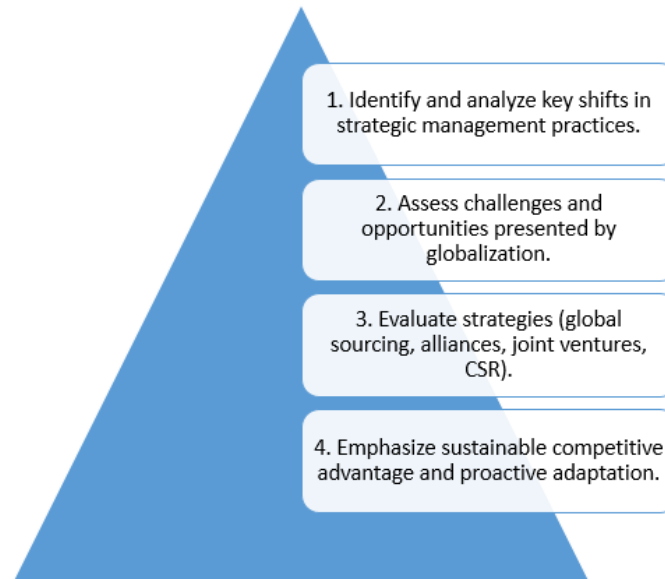 1. Identify and analyze key shifts in
strategic management practices.
2. Assess challenges and
opportunities presented by
globalization.
3. Evaluate strategies (global
sourcing, alliances, joint ventures,
CSR).
4. Emphasize sustainable competitive
advantage and proactive adaptation.